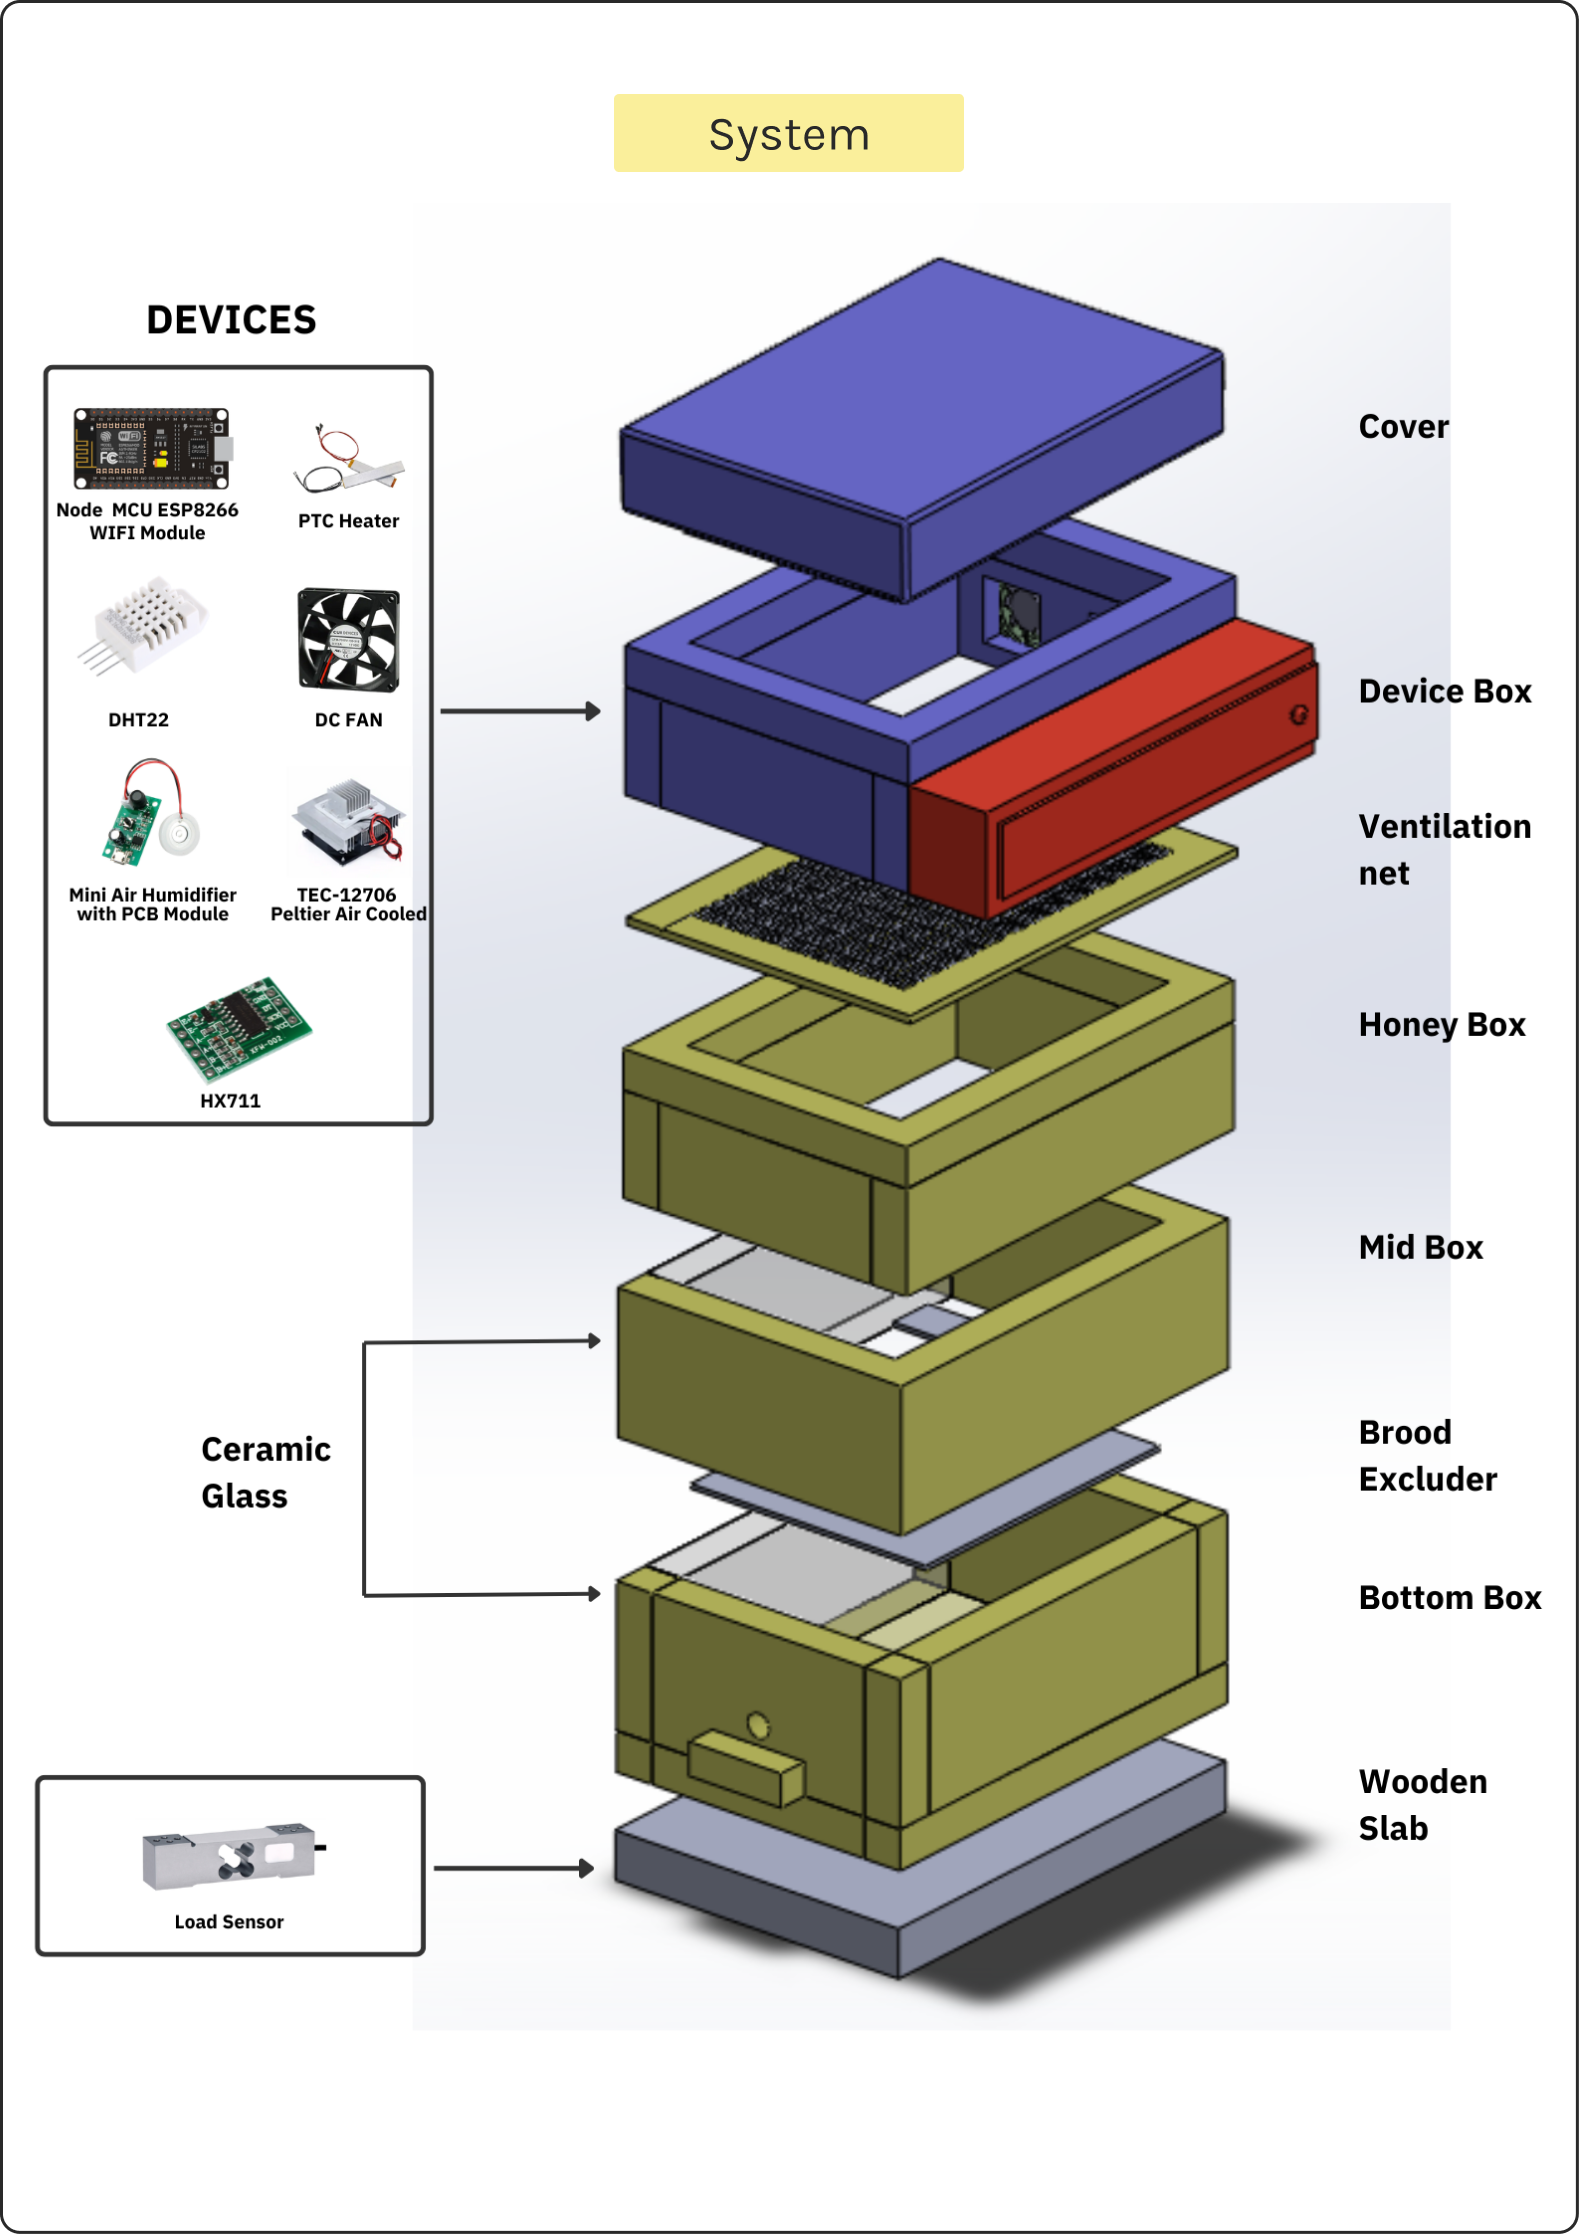 System
DEVICES
Node MCU ESP8266
WIFI Module
PTC Heater
DHT22
DC FAN
Mini Air Humidifier
with PCB Module
TEC-12706
Peltier Air Cooled
HX711
Cover
Device Box
Ventilation
net
Honey Box
Mid Box
Ceramic
Glass
Brood
Excluder
Bottom Box
Wooden
Slab
Load Sensor